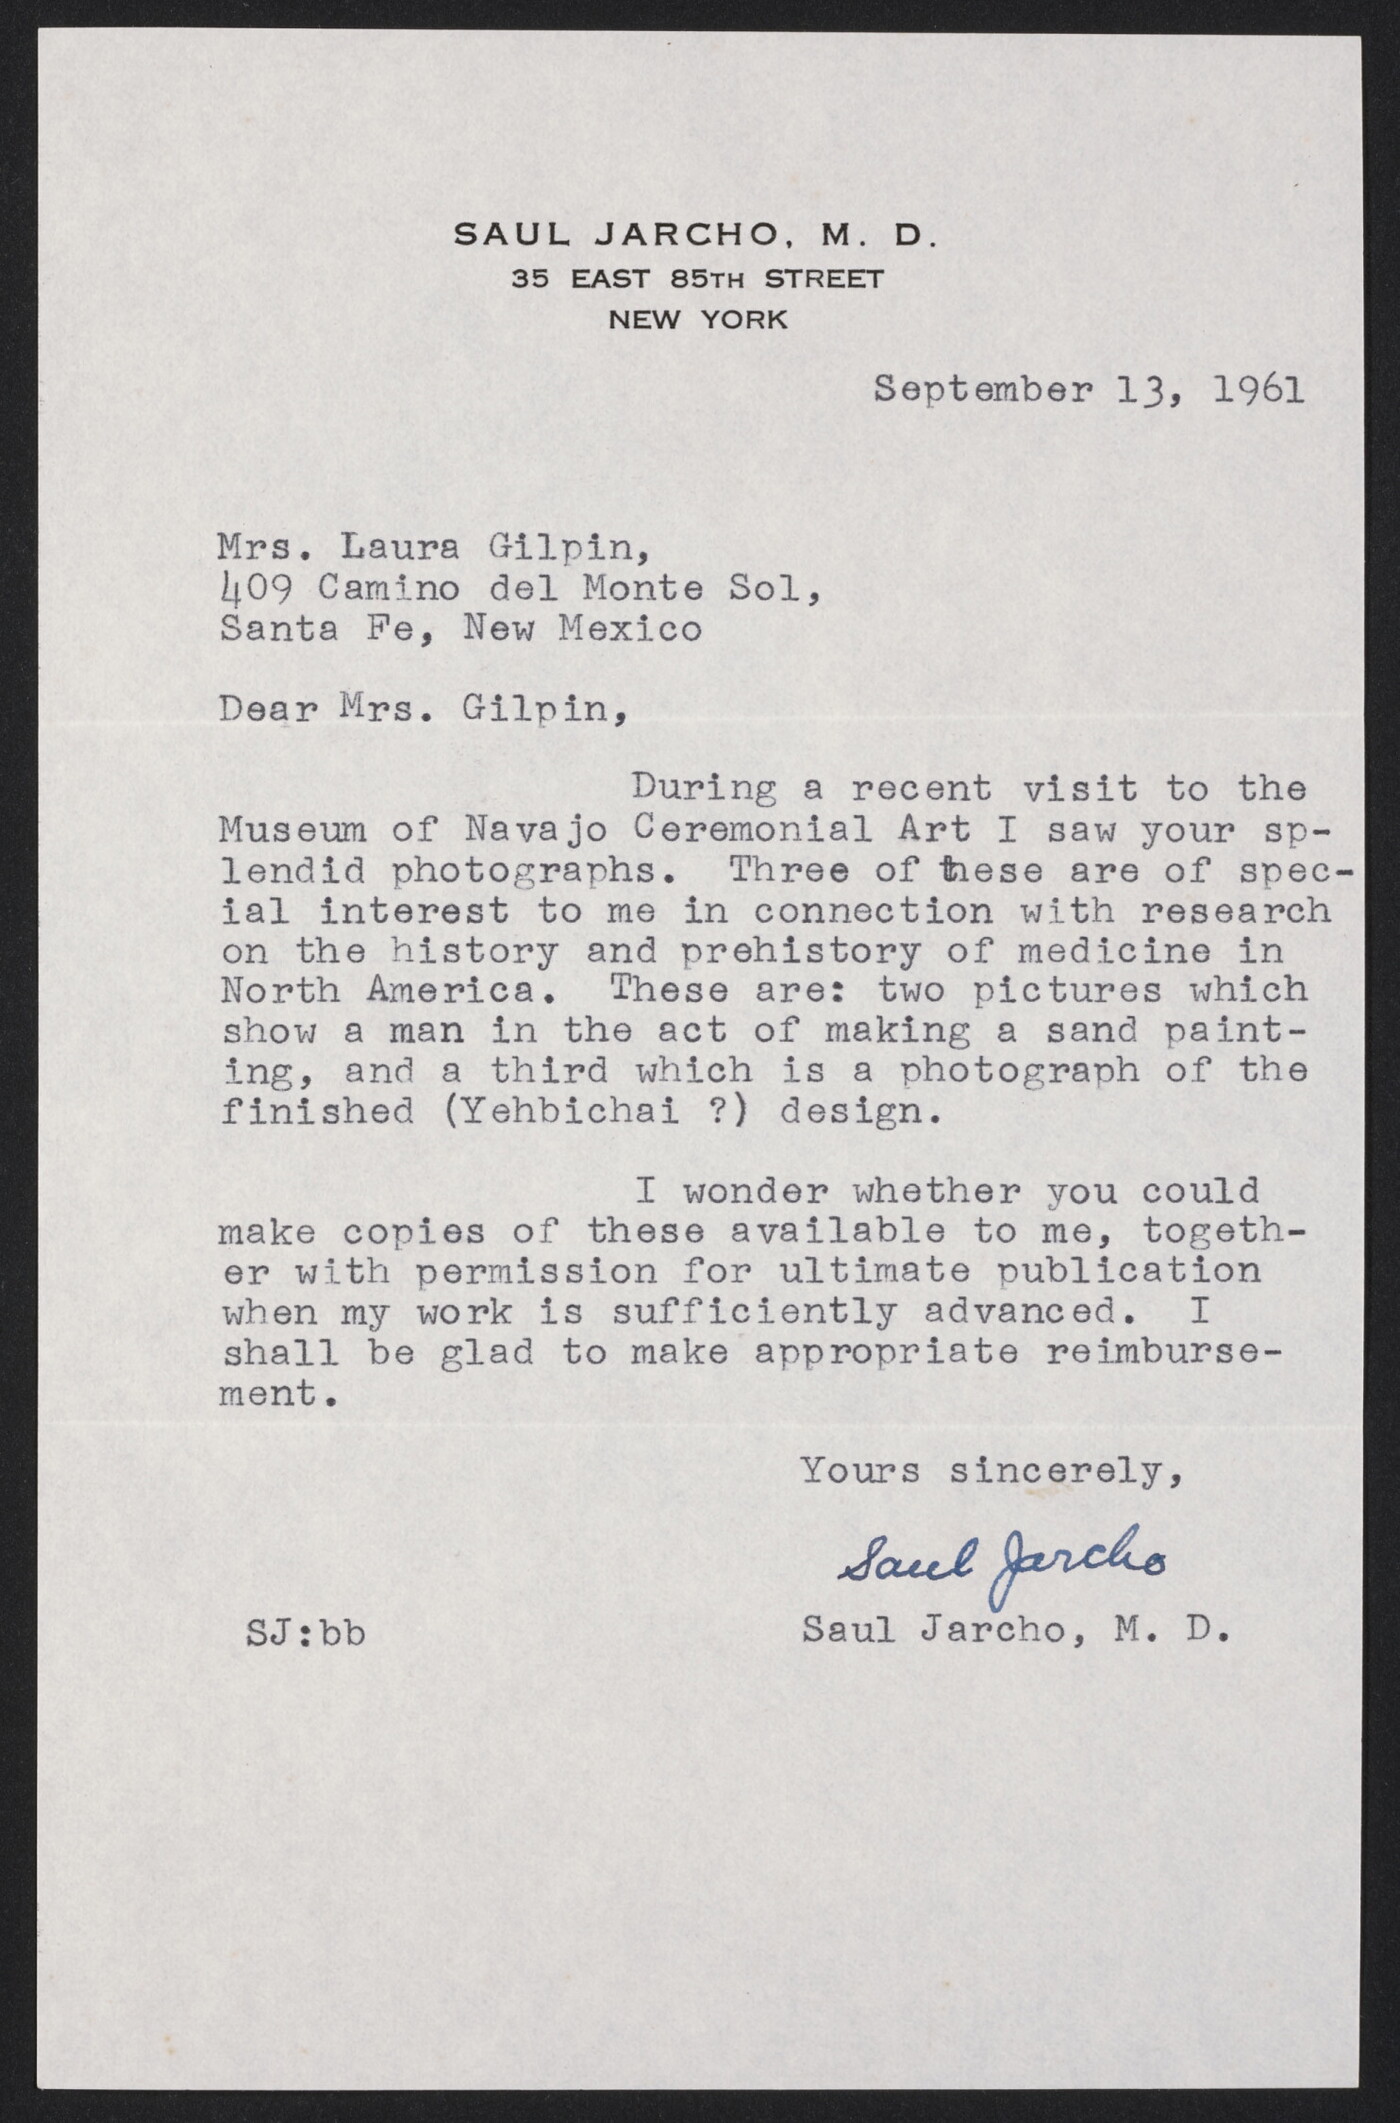 SAUL JARCHO, M. D.
35 EAST 85TH STREET
NEW YORK
September 13, 1961
Mrs. Laura Gilpin,
409 Camino del Monte Sol,
Santa Fe, New Mexico
Dear Mrs. Gilpin,
During a recent visit to the
Museum of Navajo Ceremonial Art I saw your sp-
lendid photographs. Three of these are of spec-
ial interest to me in connection with research
on the history and prehistory of medicine in
North America. These are: two pictures which
show a man in the act of making a sand paint-
ing, and a third which is a photograph of the
finished (Yehbichai ?) design.
I wonder whether you could
make copies of these available to me, togeth-
er with permission for ultimate publication
when my work is sufficiently advanced. I
shall be glad to make appropriate reimburse-
ment.
Yours sincerely,
Saul Jarcho
SJ:bb Saul Jarcho, M. D.